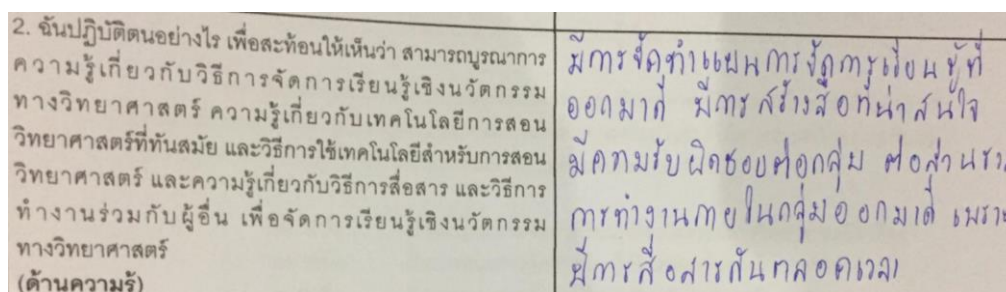 2. ฉันปฏิบัติตนอย่างไร เพื่อสะท้อนให้เห็นว่า สามารถบูรณาการ
ความรู้เกี่ยวกับวิธีการจัดการเรียนรู้เชิงนวัตกรรม
ทางวิทยาศาสตร์ ความรู้เกี่ยวกับเทคโนโลยีการสอน
วิทยาศาสตร์ที่ทันสมัย และวิธีการใช้เทคโนโลยีสำหรับการสอน
วิทยาศาสตร์ และความรู้เกี่ยวกับวิธีการสื่อสาร และวิธีการ
ทำงานร่วมกับผู้อื่น เพื่อจัดการเรียนรู้เชิงนวัตกรรม
ทางวิทยาศาสตร์
(ด้านความรู้)
มีการจัดทำแผนการจัดการเรียนรู้ที่
ออกมาดี มีการสร้างสื่อที่น่าสนใจ
มีความรับผิดชอบต่อกลุ่ม ต่อส่วนรวม
การทำงานภายในกลุ่มออกมาดี เพราะ
มีการสื่อสารกันตลอดเวลา